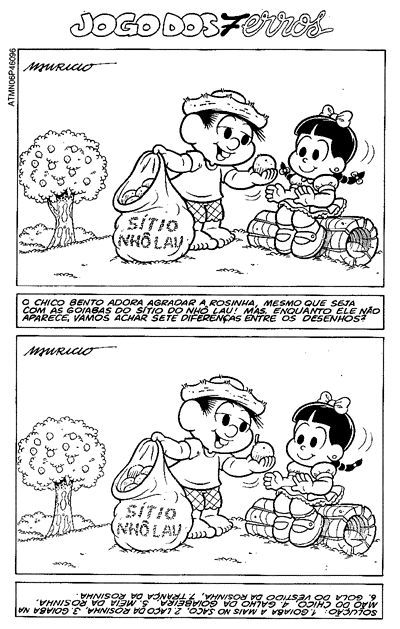 JOGO DOS 7 erros
ATMN06P46096
MAURICIO
SÍTIO
NHÔ LAU
O CHICO BENTO ADORA AGRADAR A ROSINHA, MESMO QUE SEJA
COM AS GOIABAS DO SÍTIO DO NHÔ LAU! MAS, ENQUANTO ELE NÃO
APARECE, VAMOS ACHAR SETE DIFERENÇAS ENTRE OS DESENHOS?
MAURICIO
SÍTIO
NHÔ LAU
SOLUÇÃO: 1. GOIABA A MAIS NO SACO, 2. LAÇO DA ROSINHA, 3. GOIABA NA
MÃO DO CHICO, 4. GALHO DA GOIABEIRA, 5. MEIA DA ROSINHA,
6. GOLA DO VESTIDO DA ROSINHA, 7. TRANÇA DA ROSINHA.